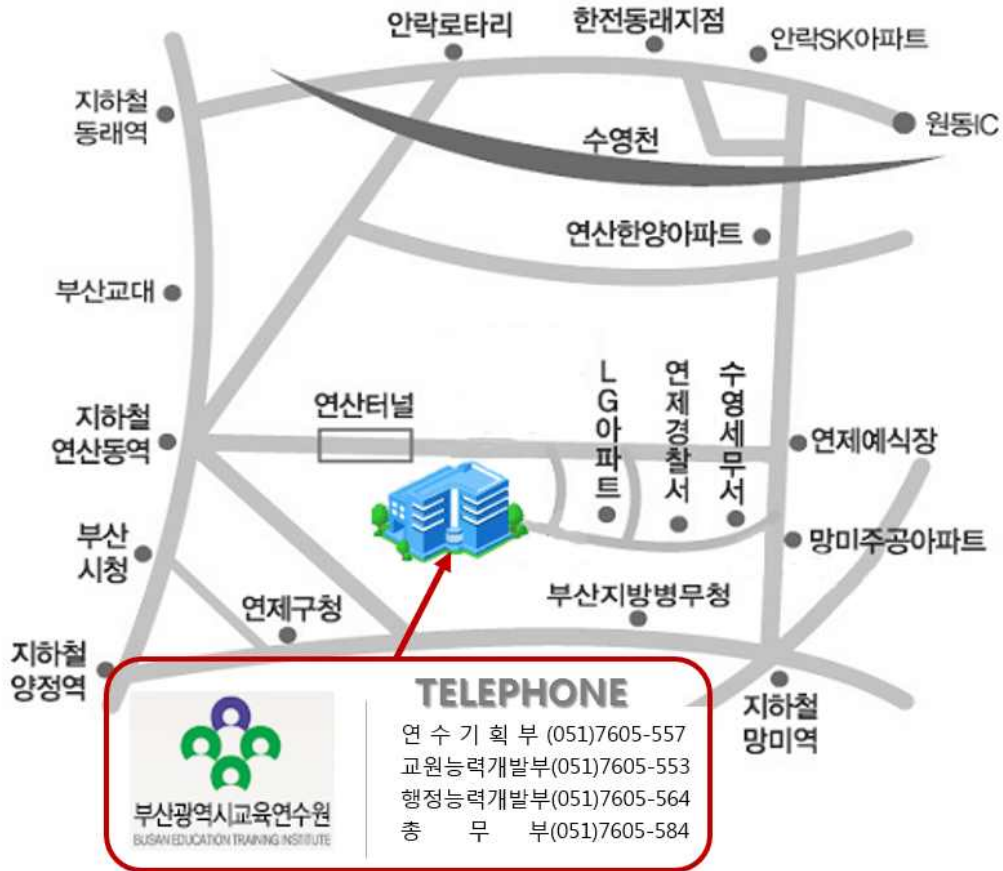 안락로타리
한전동래지점
안락SK아파트
지하철
동래역
원동IC
수영천
연산한양아파트
부산교대
연산터널
LG아파트
연제경찰서
수영세무서
지하철
연산동역
연제예식장
부산
시청
망미주공아파트
연제구청
부산지방병무청
지하철
양정역
지하철
망미역
TELEPHONE
연 수 기 획 부 (051)7605-557
교원능력개발부(051)7605-553
행정능력개발부(051)7605-564
총 무 부(051)7605-584
부산광역시교육연수원
BUSAN EDUCATION TRAINING INSTITUTE